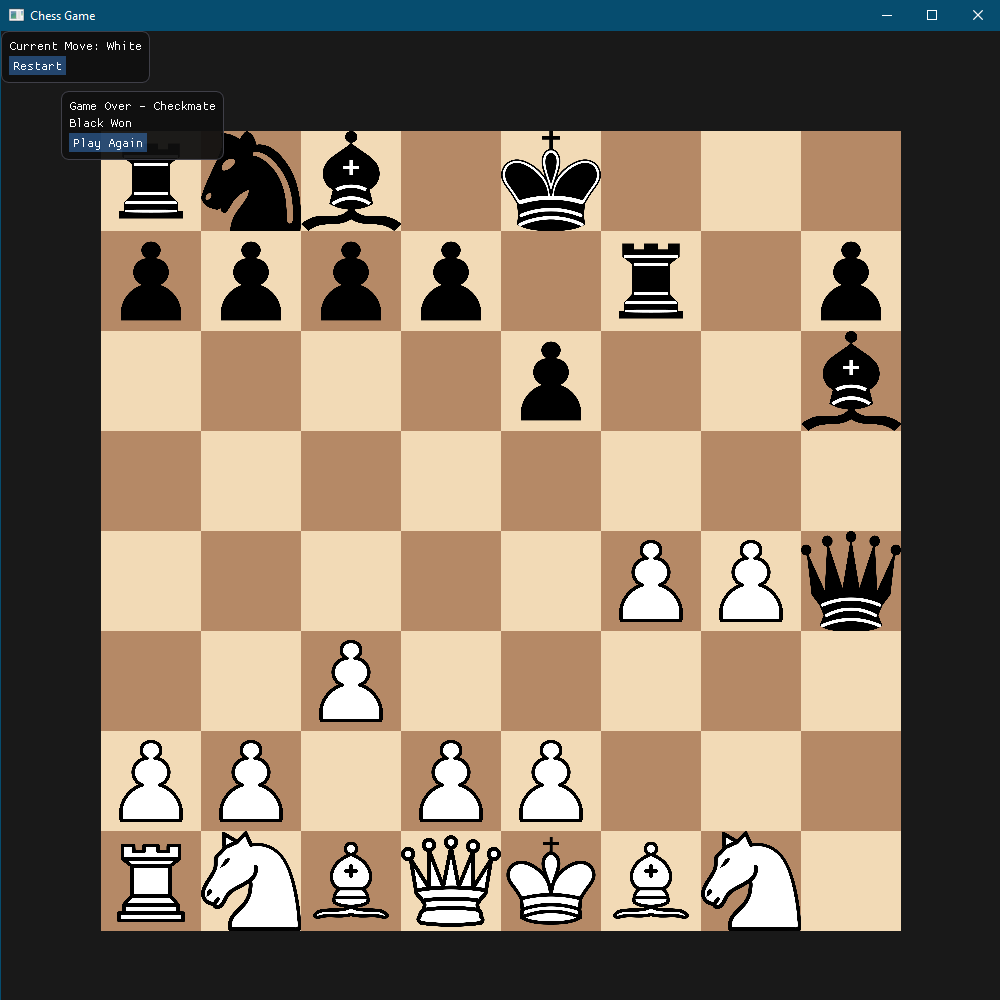 Chess Game
Current Move: White
Restart
Game Over - Checkmate
Black Won
Play Again